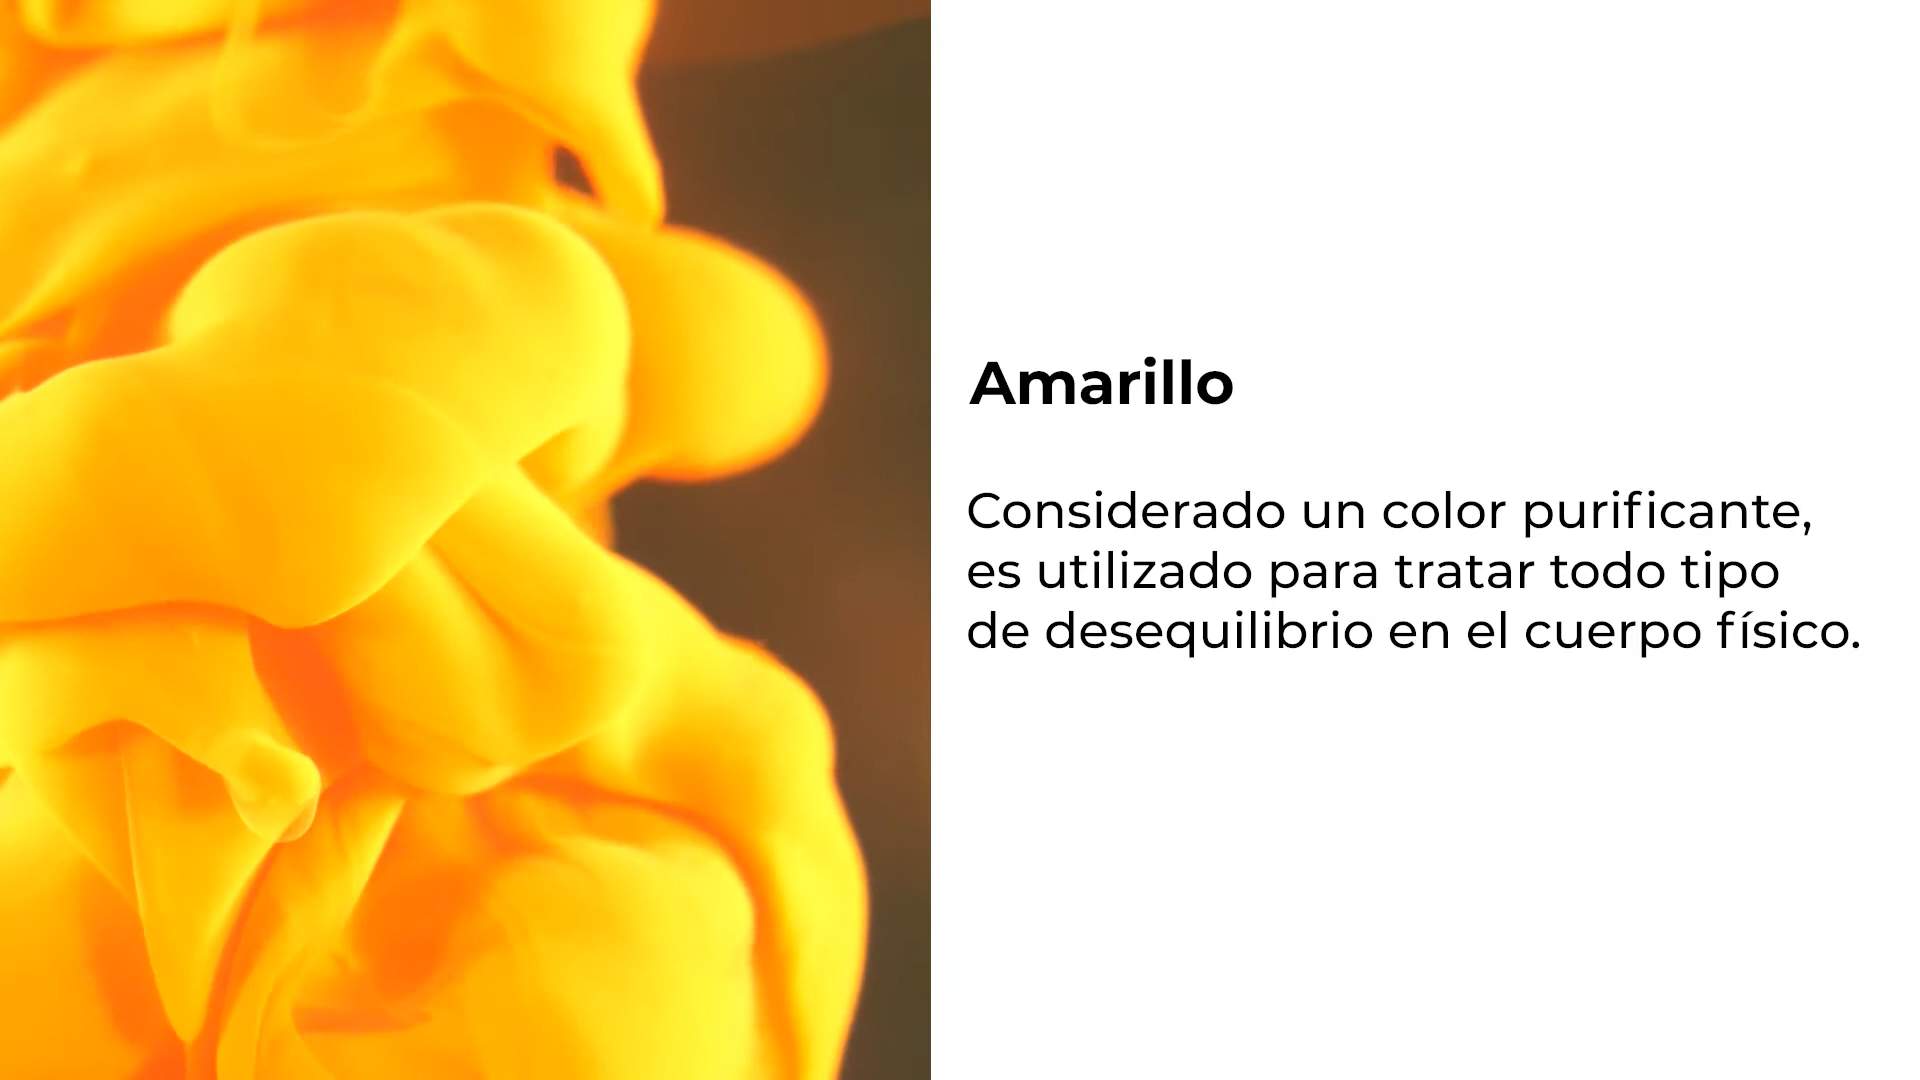 Amarillo
Considerado un color purificante,
es utilizado para tratar todo tipo
de desequilibrio en el cuerpo físico.